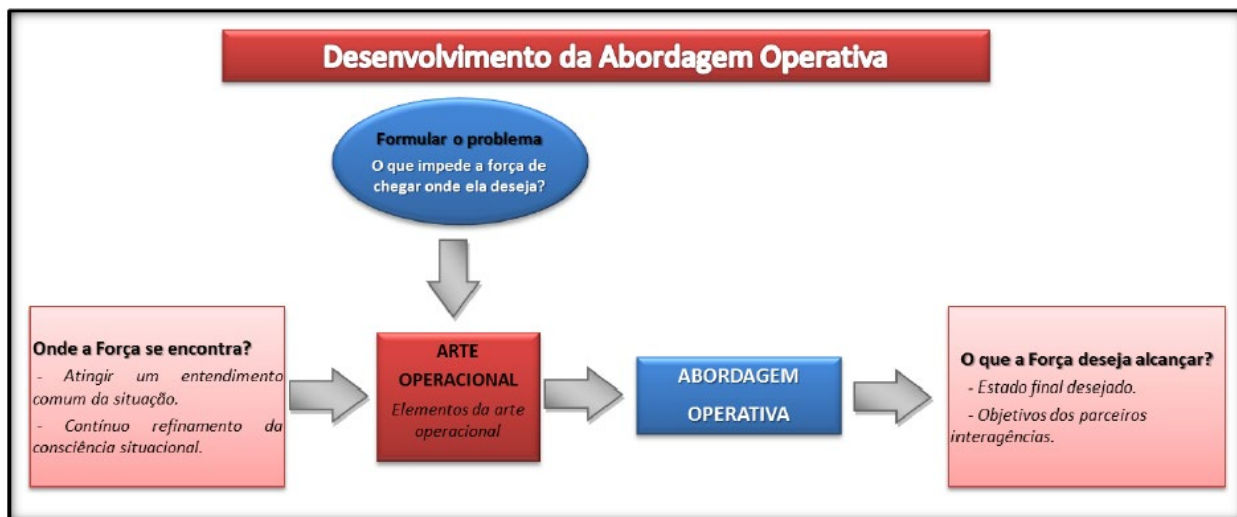 Desenvolvimento da Abordagem Operativa
Formular o problema
O que impede a força de
chegar onde ela deseja?
Onde a Força se encontra?
- Atingir um entendimento
comum da situação.
- Contínuo refinamento da
consciência situacional.
ARTE
OPERACIONAL
Elementos da arte
operacional
ABORDAGEM
OPERATIVA
O que a Força deseja alcançar?
- Estado final desejado.
- Objetivos dos parceiros
interagências.